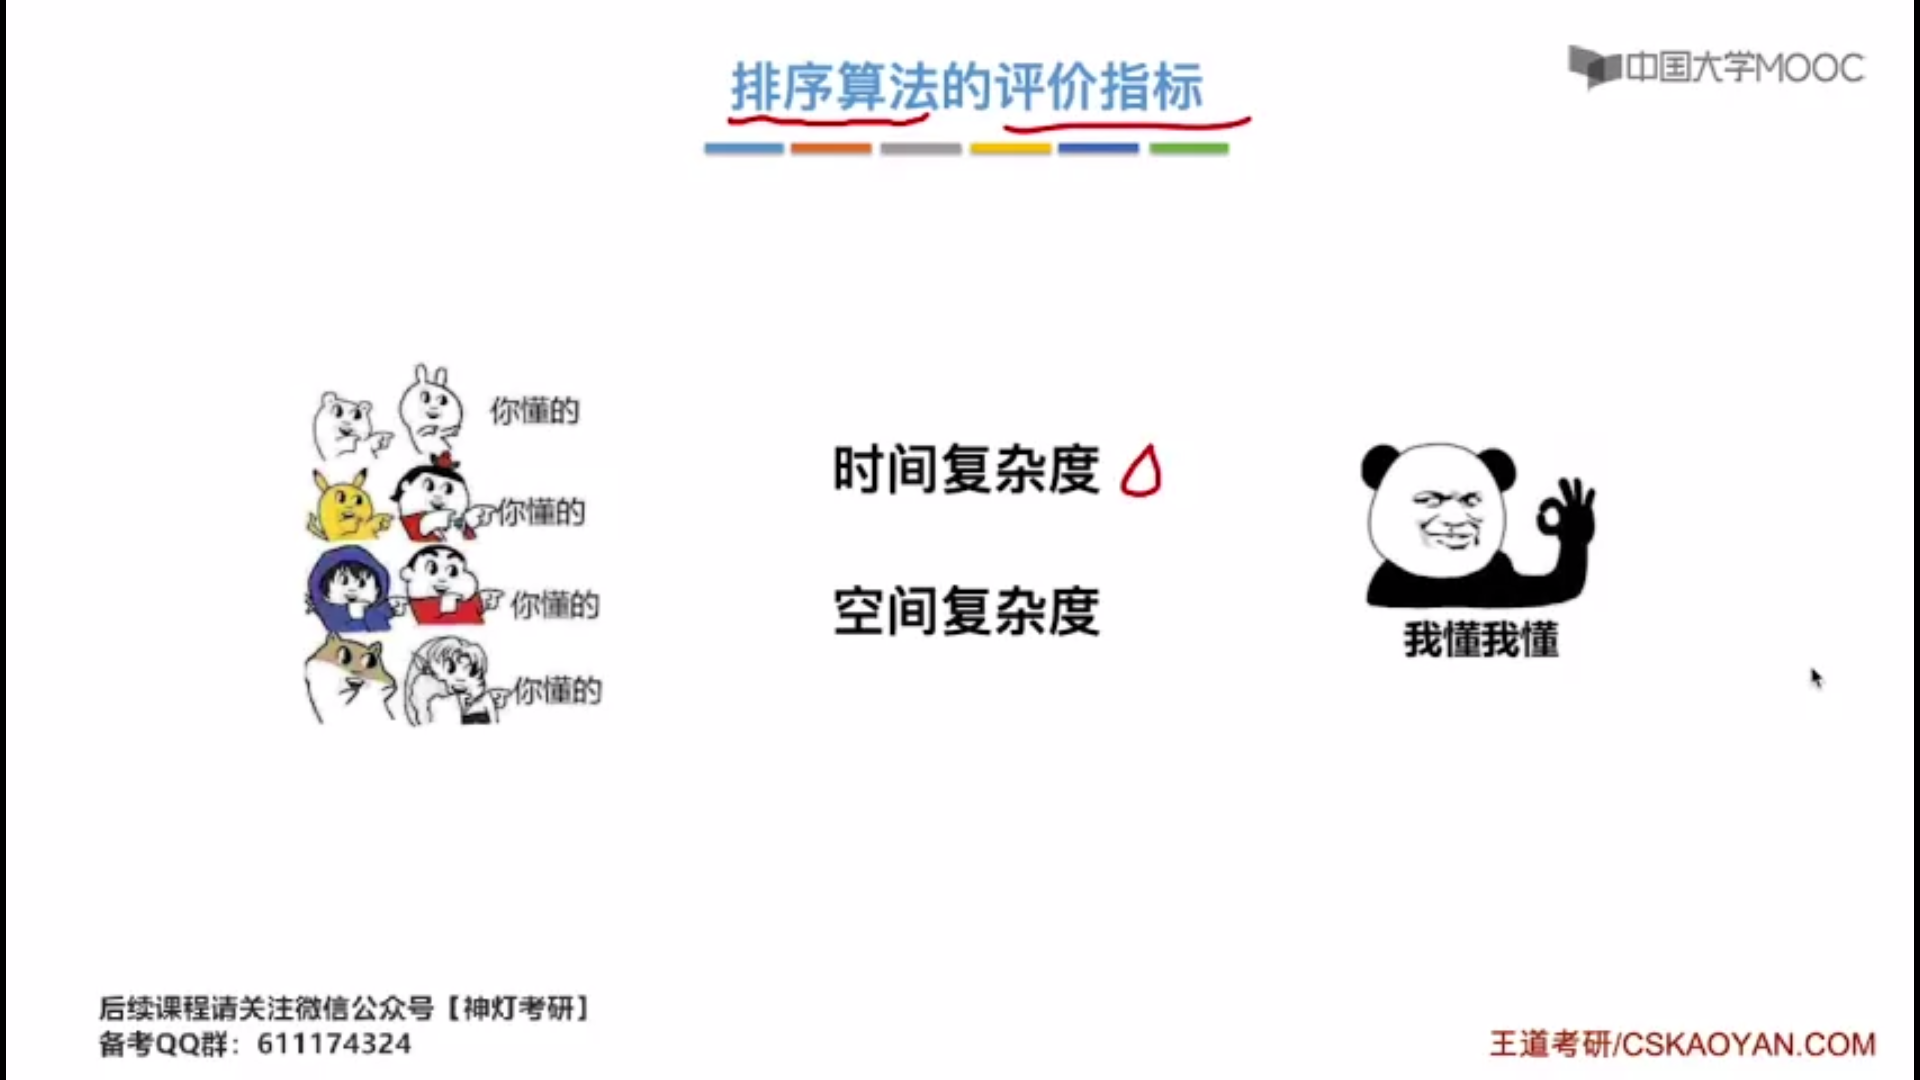 中国大学MOOC
排序算法的评价指标
你懂的
你懂的
你懂的
你懂的
时间复杂度
空间复杂度
我懂我懂
后续课程请关注微信公众号【神灯考研】
备考QQ群：611174324
王道考研/CSKAOYAN.COM